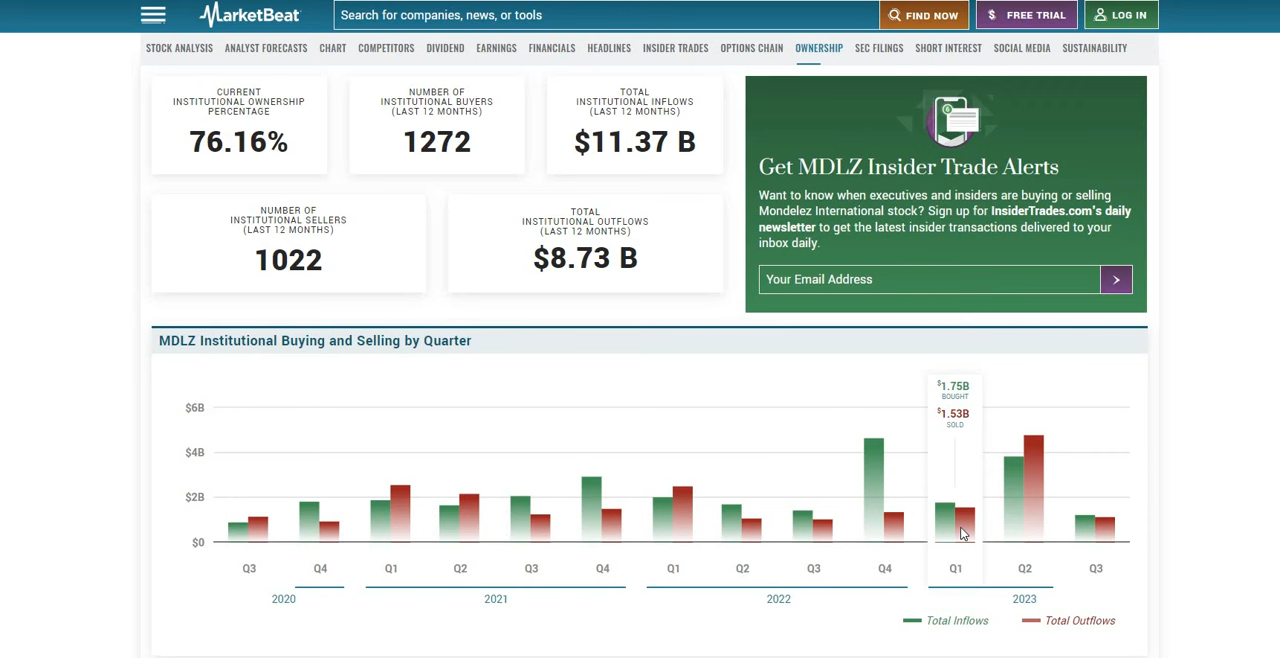 MarketBeat
Search for companies, news, or tools
FIND NOW
$ FREE TRIAL
LOG IN
STOCK ANALYSIS ANALYST FORECASTS CHART COMPETITORS DIVIDEND EARNINGS FINANCIALS HEADLINES INSIDER TRADES OPTIONS CHAIN OWNERSHIP SEC FILINGS SHORT INTEREST SOCIAL MEDIA SUSTAINABILITY
CURRENT
INSTITUTIONAL OWNERSHIP
PERCENTAGE
76.16%
NUMBER OF
INSTITUTIONAL BUYERS
(LAST 12 MONTHS)
1272
TOTAL
INSTITUTIONAL INFLOWS
(LAST 12 MONTHS)
$11.37 B
NUMBER OF
INSTITUTIONAL SELLERS
(LAST 12 MONTHS)
1022
TOTAL
INSTITUTIONAL OUTFLOWS
(LAST 12 MONTHS)
$8.73 B
Get MDLZ Insider Trade Alerts
Want to know when executives and insiders are buying or selling
Mondelez International stock? Sign up for InsiderTrades.com's daily
newsletter to get the latest insider transactions delivered to your
inbox daily.
Your Email Address
MDLZ Institutional Buying and Selling by Quarter
$1.75B
BOUGHT
$1.53B
SOLD
$6B
$4B
$2B
$0
Q3 Q4 Q1 Q2 Q3 Q4 Q1 Q2 Q3 Q4 Q1 Q2 Q3
2020 2021 2022 2023
Total Inflows Total Outflows